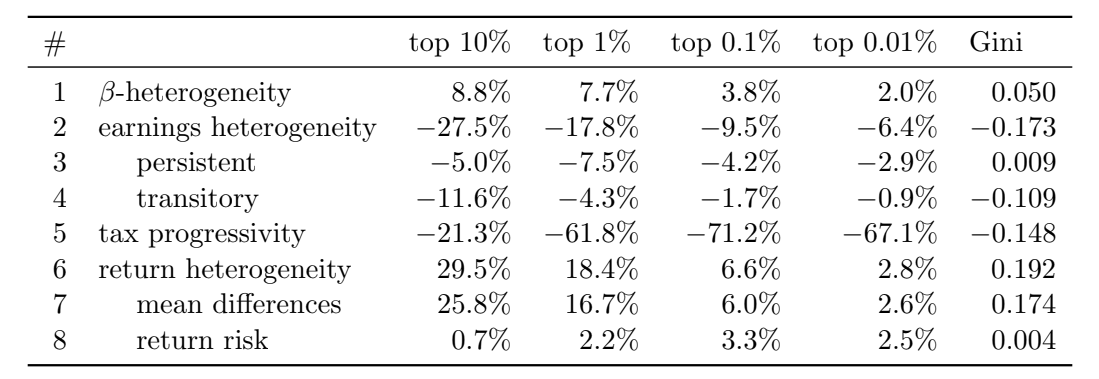 # top 10% top 1% top 0.1% top 0.01% Gini
1 β-heterogeneity 8.8% 7.7% 3.8% 2.0% 0.050
2 earnings heterogeneity −27.5% −17.8% −9.5% −6.4% −0.173
3 persistent −5.0% −7.5% −4.2% −2.9% 0.009
4 transitory −11.6% −4.3% −1.7% −0.9% −0.109
5 tax progressivity −21.3% −61.8% −71.2% −67.1% −0.148
6 return heterogeneity 29.5% 18.4% 6.6% 2.8% 0.192
7 mean differences 25.8% 16.7% 6.0% 2.6% 0.174
8 return risk 0.7% 2.2% 3.3% 2.5% 0.004